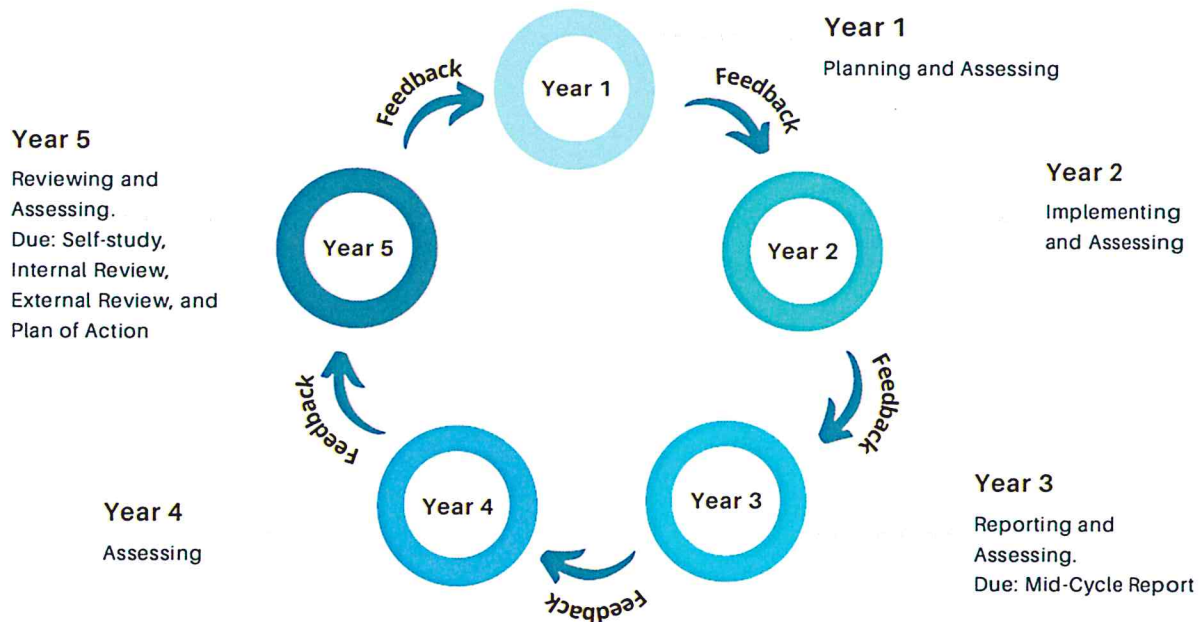 Year 1
Planning and Assessing
Year 1
Feedback
Feedback
Year 2
Implementing
and Assessing
Year 2
Feedback
Year 3
Reporting and
Assessing.
Due: Mid-Cycle Report
Year 3
Feedback
Year 4
Assessing
Year 4
Feedback
Year 5
Reviewing and
Assessing.
Due: Self-study,
Internal Review,
External Review, and
Plan of Action
Year 5